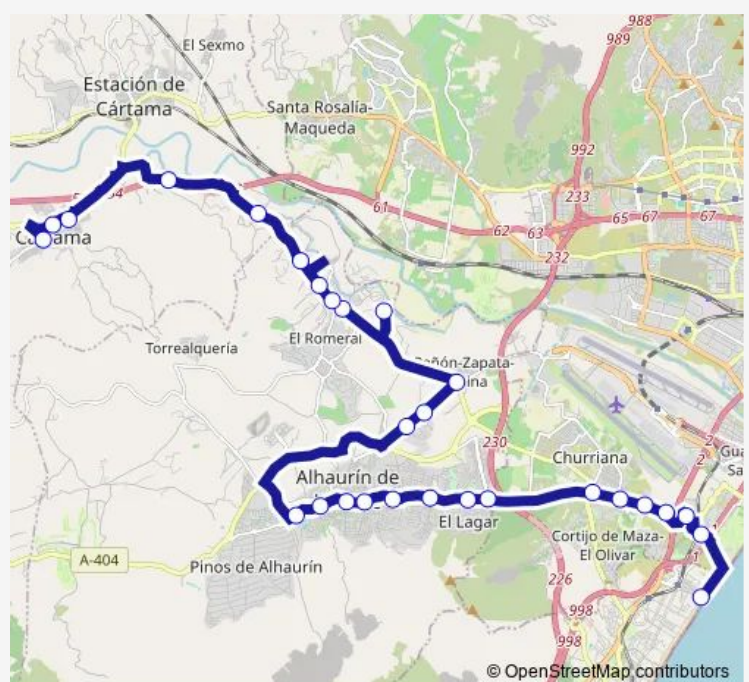 El Sexmo
988
989
Estación de
Cártama
Santa Rosalía-
Maqueda
992
233
61
62
63
65
67
67
232
Torrealquería
El Romeral
230
2
2
Churriana
Alhaurín de
El Lagar
1
Cortijo de Maza-
El Olivar
A-404
Pinos de Alhaurín
226
998
998
© OpenStreetMap contributors